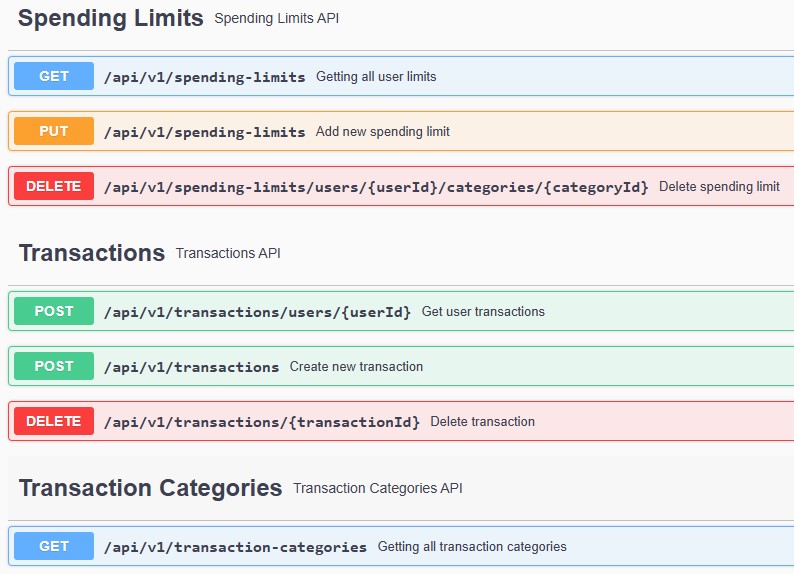 Spending Limits Spending Limits API
GET /api/v1/spending-limits Getting all user limits
PUT /api/v1/spending-limits Add new spending limit
DELETE /api/v1/spending-limits/users/{userId}/categories/{categoryId} Delete spending limit
Transactions Transactions API
POST /api/v1/transactions/users/{userId} Get user transactions
POST /api/v1/transactions Create new transaction
DELETE /api/v1/transactions/{transactionId} Delete transaction
Transaction Categories Transaction Categories API
GET /api/v1/transaction-categories Getting all transaction categories